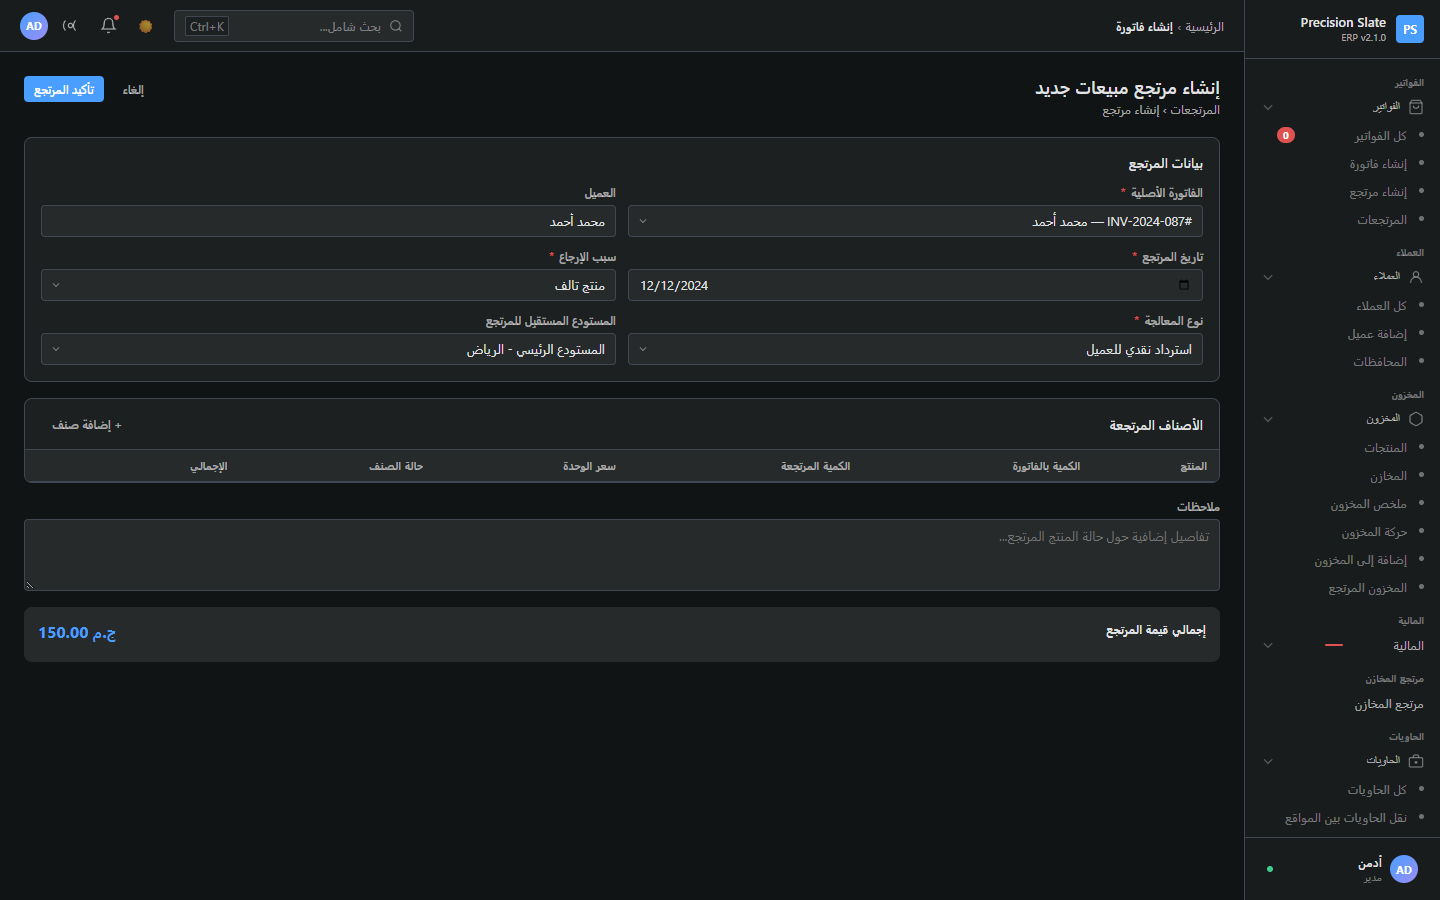 Precision Slate
ERP v2.1.0
PS
الرئيسية › إنشاء فاتورة
بحث شامل...
Ctrl+K
AD
الفواتير
الفواتير
كل الفواتير
0
إنشاء فاتورة
إنشاء مرتجع
المرتجعات
العملاء
العملاء
كل العملاء
إضافة عميل
المحافظات
المخزون
المخزون
المنتجات
المخازن
ملخص المخزون
حركة المخزون
إضافة إلى المخزون
المخزون المرتجع
المالية
المالية
مرتجع المخازن
مرتجع المخازن
الحاويات
الحاويات
كل الحاويات
نقل الحاويات بين المواقع
أدمن
مدير
AD
إنشاء مرتجع مبيعات جديد
المرتجعات › إنشاء مرتجع
إلغاء
تأكيد المرتجع
بيانات المرتجع
الفاتورة الأصلية *
العميل
#INV-2024-087 — محمد أحمد
محمد أحمد
تاريخ المرتجع *
سبب الإرجاع *
12/12/2024
منتج تالف
نوع المعالجة *
المستودع المستقبل للمرتجع
استرداد نقدي للعميل
المستودع الرئيسي - الرياض
الأصناف المرتجعة
+ إضافة صنف
المنتج
الكمية بالفاتورة
الكمية المرتجعة
سعر الوحدة
حالة الصنف
الإجمالي
ملاحظات
تفاصيل إضافية حول حالة المنتج المرتجع...
إجمالي قيمة المرتجع
ج.م 150.00